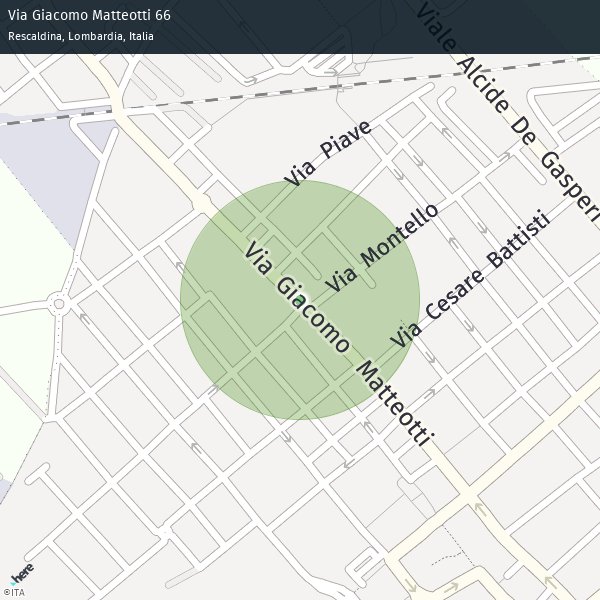 Via Giacomo Matteotti 66
Rescaldina, Lombardia, Italia
Viale Alcide De Gasperi
Via Piave
Via Montello
Via Cesare Battisti
Via Giacomo Matteotti
here
©ITA